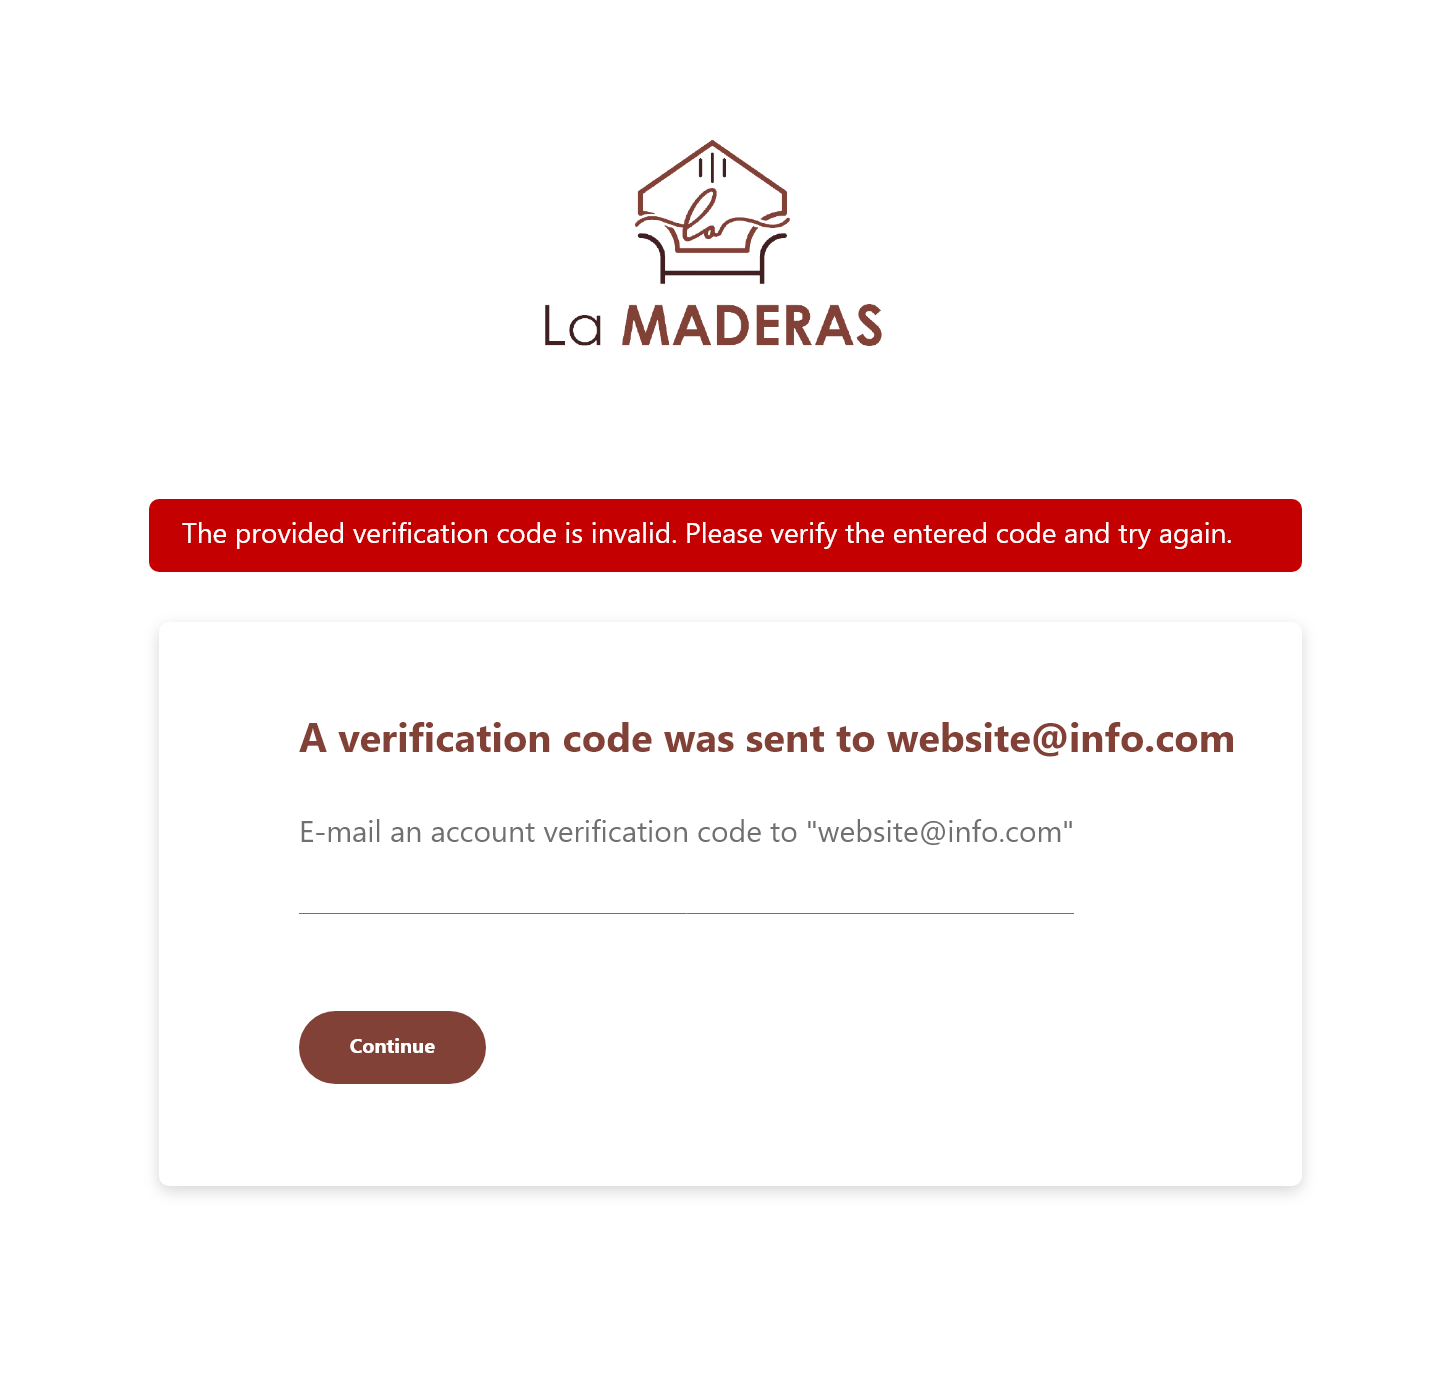 la
La MADERAS
The provided verification code is invalid. Please verify the entered code and try again.
A verification code was sent to website@info.com
E-mail an account verification code to "website@info.com"
Continue